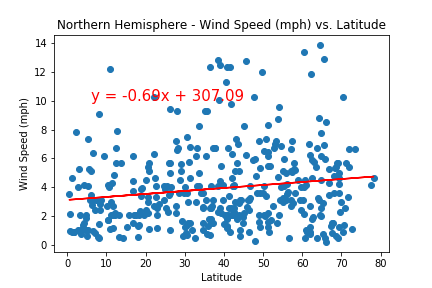 Northern Hemisphere - Wind Speed (mph) vs. Latitude
14
12
10
8
6
4
2
0
Wind Speed (mph)
y = -0.69x + 307.09
0 10 20 30 40 50 60 70 80
Latitude